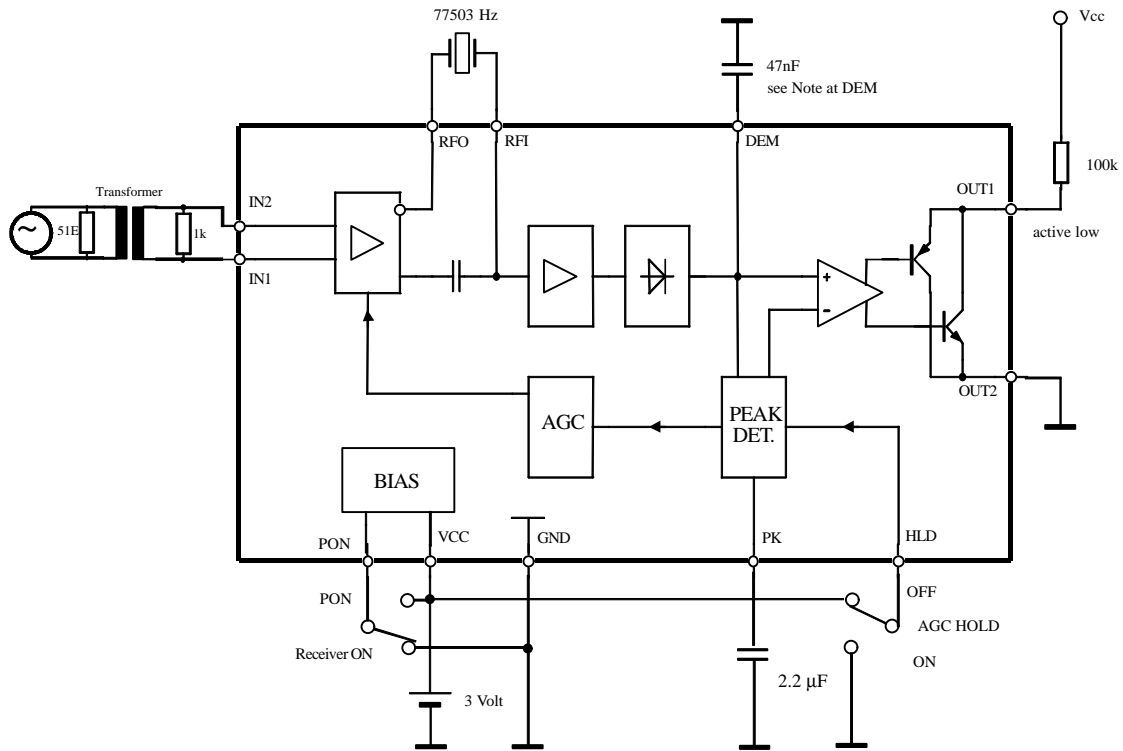 77503 Hz
Vcc
47nF
see Note at DEM
RFO
RFI
DEM
100k
Transformer
IN2
OUT1
51E
~
1k
active low
IN1
+
-
OUT2
AGC
PEAK
DET.
BIAS
PON
VCC
GND
PK
HLD
PON
OFF
AGC HOLD
Receiver ON
ON
2.2 µF
3 Volt